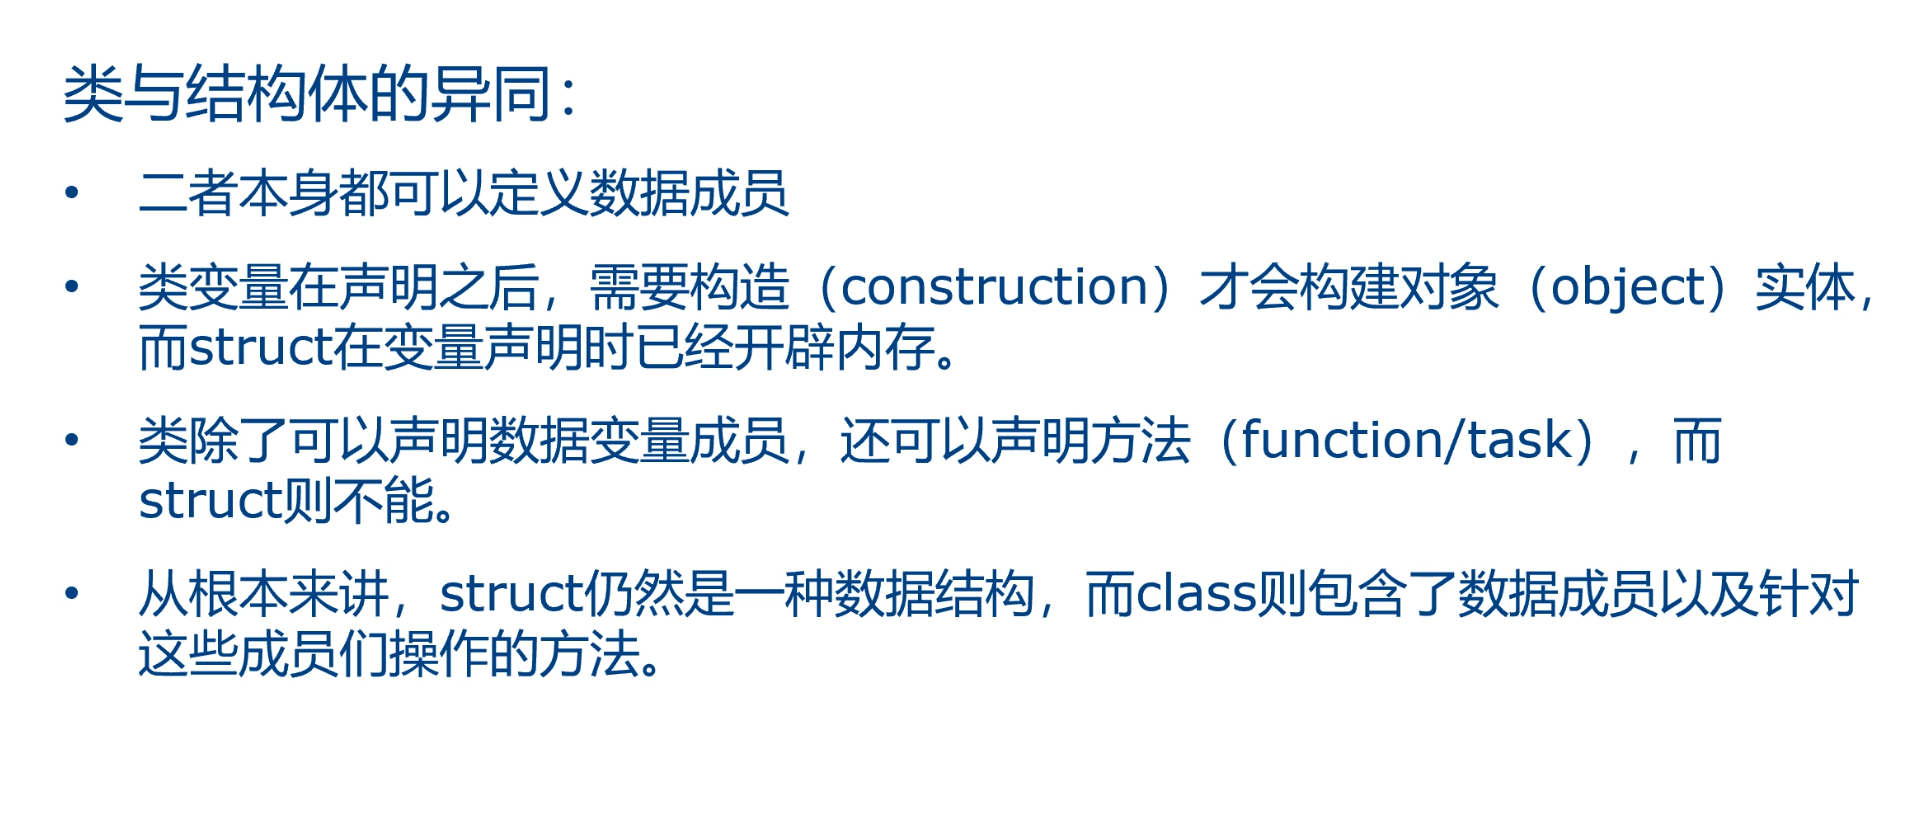 类与结构体的异同：
• 二者本身都可以定义数据成员
• 类变量在声明之后，需要构造（construction）才会构建对象（object）实体，
而struct在变量声明时已经开辟内存。
• 类除了可以声明数据变量成员，还可以声明方法（function/task），而
struct则不能。
• 从根本来讲，struct仍然是一种数据结构，而class则包含了数据成员以及针对
这些成员们操作的方法。